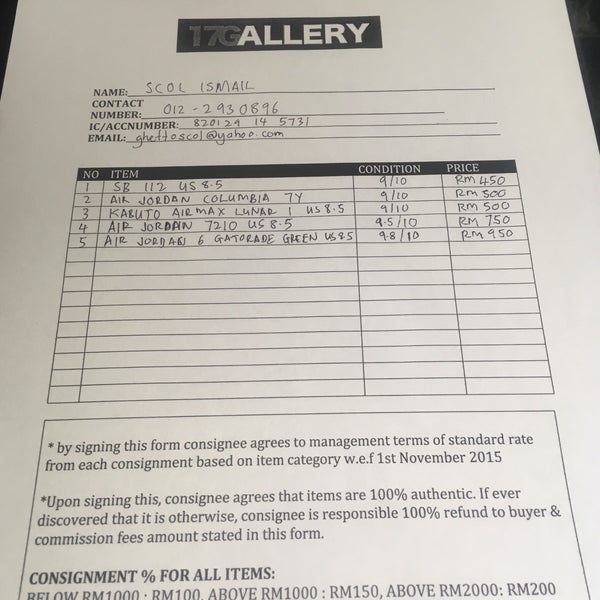 17GALLERY
NAME: SCOL ISMAIL
CONTACT
NUMBER: 012 - 2930896
IC/ACCNUMBER: 820129 14 5731
EMAIL: ghettoscol@yahoo.com
NO ITEM CONDITION PRICE
1 SB 112 US 8.5 9/10 RM 450
2 AIR JORDAN COLUMBIA 7Y 9/10 RM 500
3 KABUTO AIRMAX LUNAR 1 US 8.5 9/10 RM 500
4 AIR JORDAN 7210 US 8.5 9.5/10 RM 750
5 AIR JORDAN 6 GATORADE GREEN US 8.5 9.8/10 RM 950
* by signing this form consignee agrees to management terms of standard rate
from each consignment based on item category w.e.f 1st November 2015
*Upon signing this, consignee agrees that items are 100% authentic. If ever
discovered that it is otherwise, consignee is responsible 100% refund to buyer &
commission fees amount stated in this form.
CONSIGNMENT % FOR ALL ITEMS:
BELOW RM1000 : RM100, ABOVE RM1000 : RM150, ABOVE RM2000: RM200